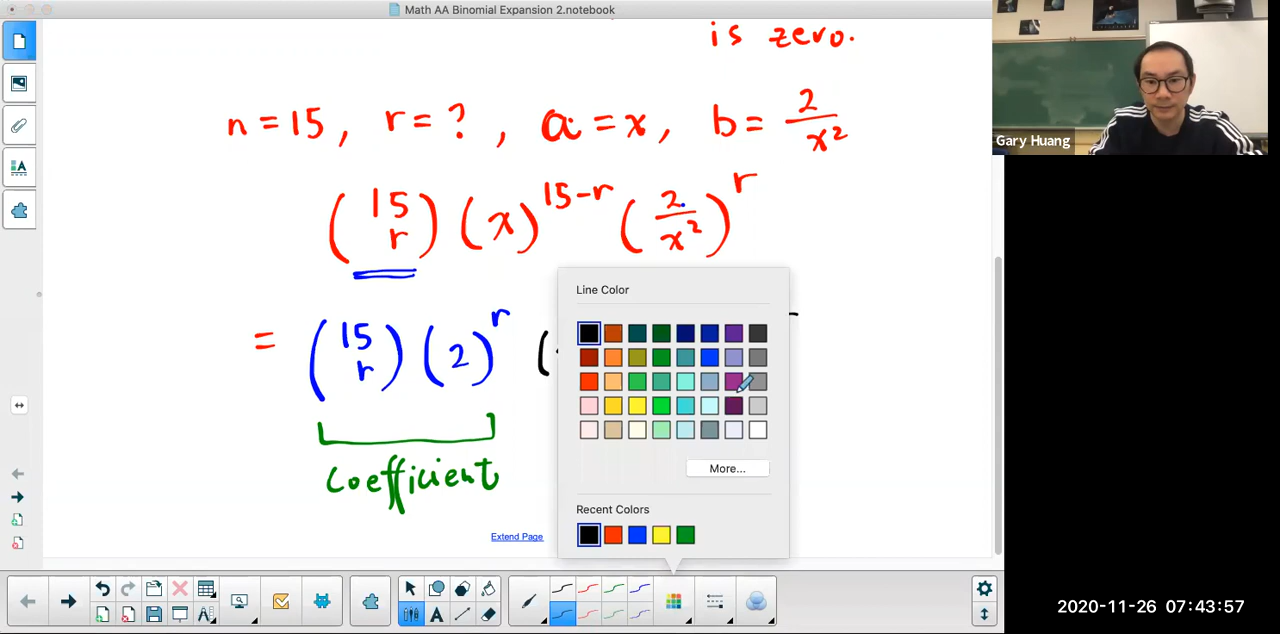 Math AA Binomial Expansion 2.notebook
is zero.
n = 15, r = ?, a = x, b = 2/x²
(15 r) (x)^15-r (2/x²)^r
= (15 r) (2)^r (
coefficient
Extend Page
Line Color
More...
Recent Colors
Gary Huang
2020-11-26 07:43:57